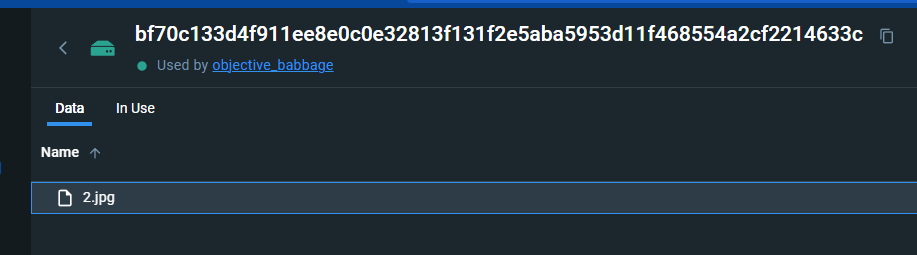 bf70c133d4f911ee8e0c0e32813f131f2e5aba5953d11f468554a2cf2214633c
Used by objective_babbage
Data In Use
Name
2.jpg